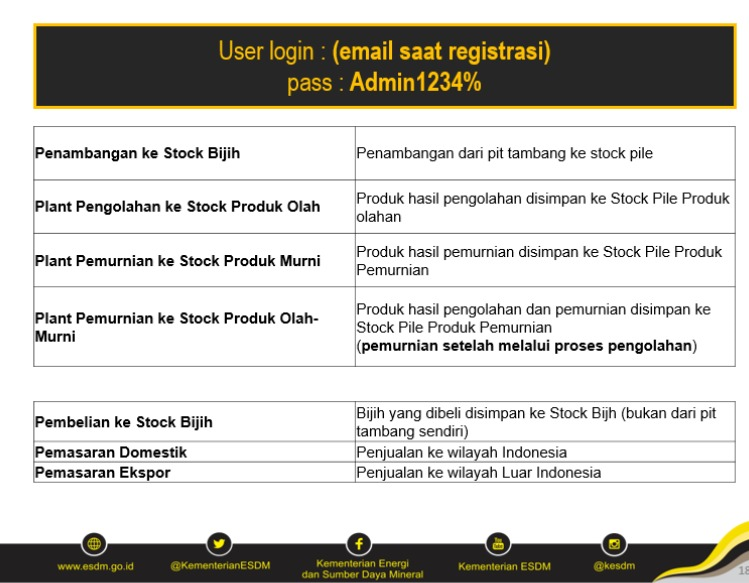 User login : (email saat registrasi)
pass : Admin1234%
Penambangan ke Stock Bijih
Penambangan dari pit tambang ke stock pile
Plant Pengolahan ke Stock Produk Olah
Produk hasil pengolahan disimpan ke Stock Pile Produk
olahan
Plant Pemurnian ke Stock Produk Murni
Produk hasil pemurnian disimpan ke Stock Pile Produk
Pemurnian
Plant Pemurnian ke Stock Produk Olah-
Murni
Produk hasil pengolahan dan pemurnian disimpan ke
Stock Pile Produk Pemurnian
(pemurnian setelah melalui proses pengolahan)
Pembelian ke Stock Bijih
Bijih yang dibeli disimpan ke Stock Bijh (bukan dari pit
tambang sendiri)
Pemasaran Domestik
Penjualan ke wilayah Indonesia
Pemasaran Ekspor
Penjualan ke wilayah Luar Indonesia
www.esdm.go.id
@KementerianESDM
Kementerian Energi
dan Sumber Daya Mineral
Kementerian ESDM
@kesdm
18